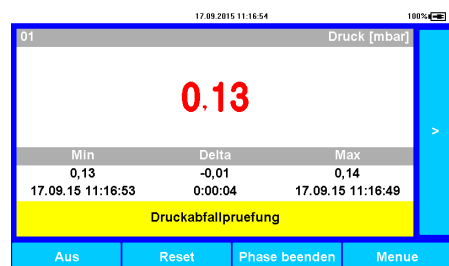 17.09.2015 11:16:54 100%
01 Druck [mbar]
0.13
>
Min Delta Max
0,13 -0,01 0,14
17.09.15 11:16:53 0:00:04 17.09.15 11:16:49
Druckabfallpruefung
Aus Reset Phase beenden Menue